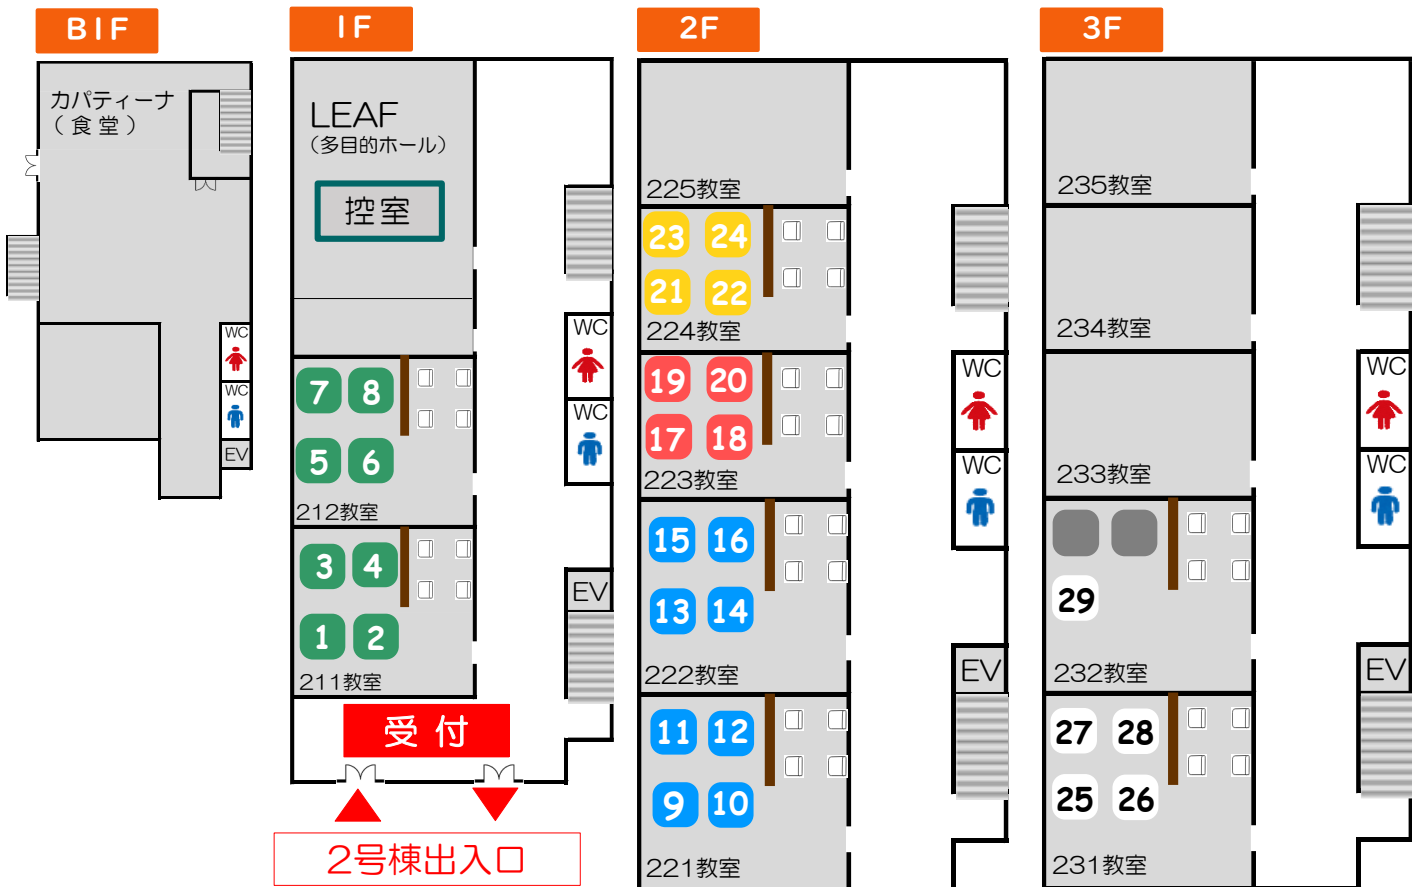 B1F
カパティーナ
（食堂）
WC
WC
EV
1F
LEAF
（多目的ホール）
控室
WC
WC
7 8
5 6
212教室
3 4
1 2
211教室
EV
受付
2号棟出入口
2F
225教室
23 24
21 22
224教室
19 20
17 18
223教室
WC
WC
15 16
13 14
222教室
EV
11 12
9 10
221教室
3F
235教室
234教室
233教室
WC
WC
29
232教室
EV
27 28
25 26
231教室